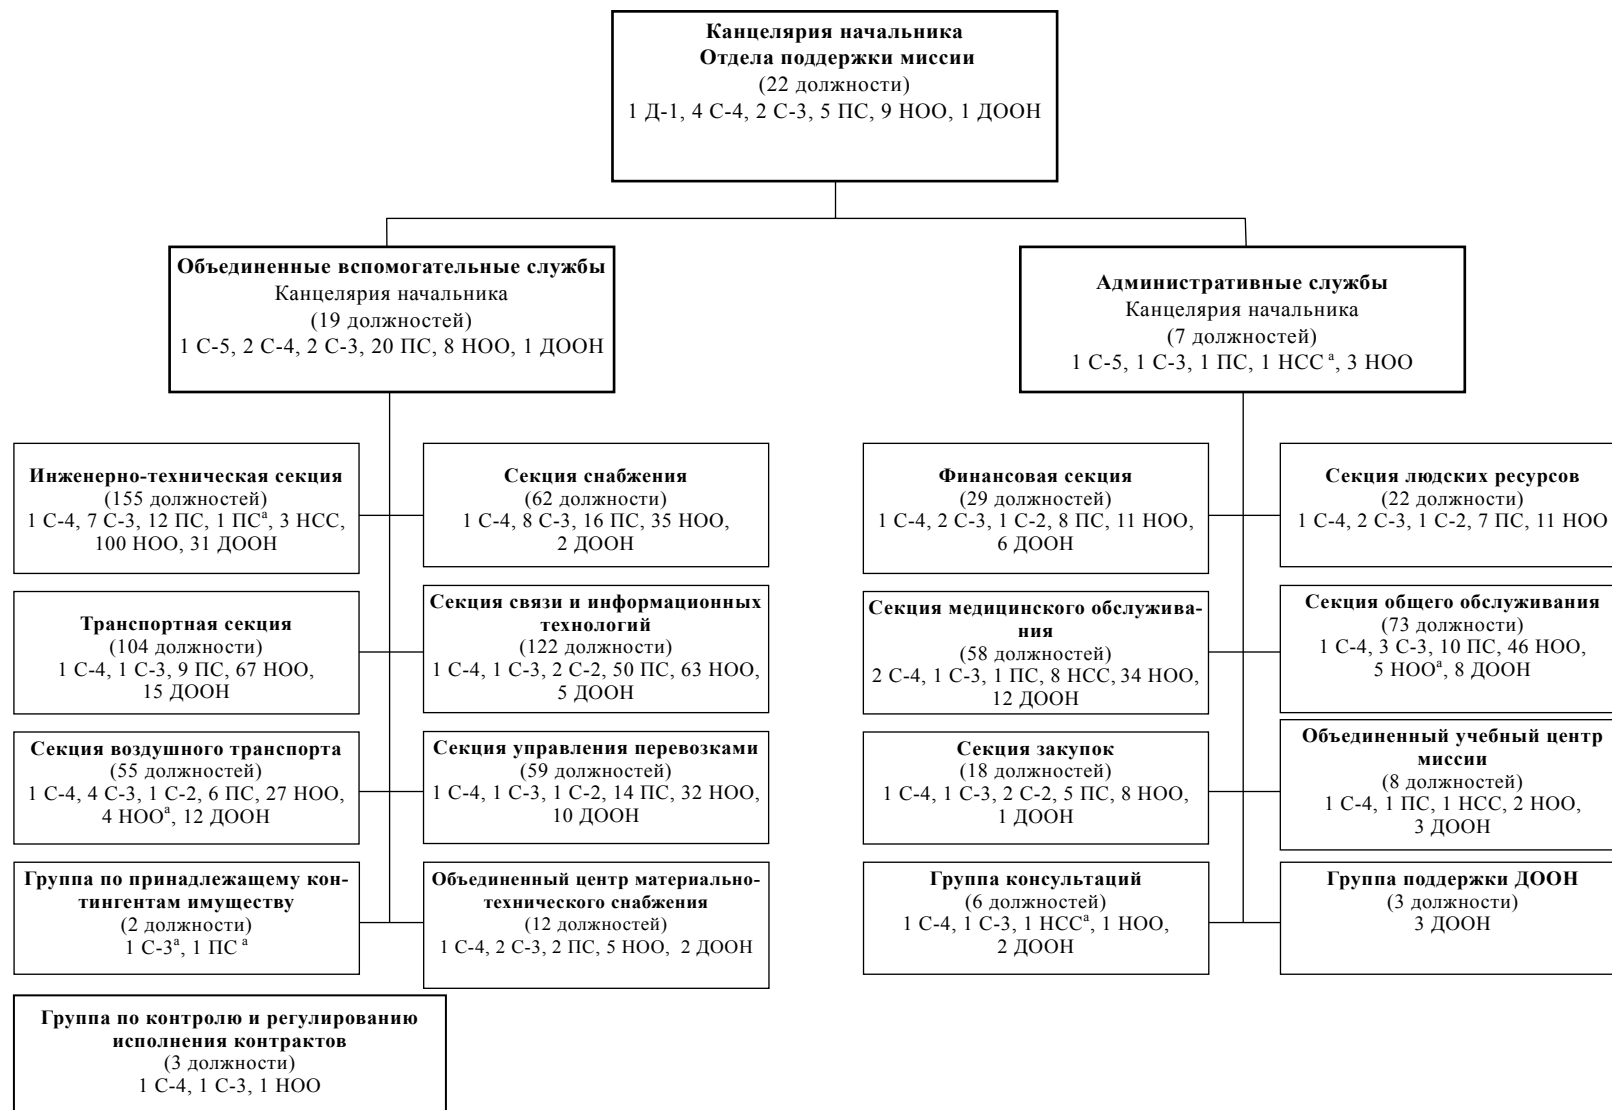 Канцелярия начальника
Отдела поддержки миссии
(22 должности)
1 Д-1, 4 С-4, 2 С-3, 5 ПС, 9 НОО, 1 ДООН
Объединенные вспомогательные службы
Канцелярия начальника
(19 должностей)
1 С-5, 2 С-4, 2 С-3, 20 ПС, 8 НОО, 1 ДООН
Административные службы
Канцелярия начальника
(7 должностей)
1 С-5, 1 С-3, 1 ПС, 1 НСС а, 3 НОО
Инженерно-техническая секция
(155 должностей)
1 С-4, 7 С-3, 12 ПС, 1 ПСа, 3 НСС,
100 НОО, 31 ДООН
Секция снабжения
(62 должности)
1 С-4, 8 С-3, 16 ПС, 35 НОО,
2 ДООН
Финансовая секция
(29 должностей)
1 С-4, 2 С-3, 1 С-2, 8 ПС, 11 НОО,
6 ДООН
Секция людских ресурсов
(22 должности)
1 С-4, 2 С-3, 1 С-2, 7 ПС, 11 НОО
Транспортная секция
(104 должности)
1 С-4, 1 С-3, 9 ПС, 67 НОО,
15 ДООН
Секция связи и информационных
технологий
(122 должности)
1 С-4, 1 С-3, 2 С-2, 50 ПС, 63 НОО,
5 ДООН
Секция медицинского обслужива-
ния
(58 должностей)
2 С-4, 1 С-3, 1 ПС, 8 НСС, 34 НОО,
12 ДООН
Секция общего обслуживания
(73 должности)
1 С-4, 3 С-3, 10 ПС, 46 НОО,
5 НООа, 8 ДООН
Секция воздушного транспорта
(55 должностей)
1 С-4, 4 С-3, 1 С-2, 6 ПС, 27 НОО,
4 НООа, 12 ДООН
Секция управления перевозками
(59 должностей)
1 С-4, 1 С-3, 1 С-2, 14 ПС, 32 НОО,
10 ДООН
Секция закупок
(18 должностей)
1 С-4, 1 С-3, 2 С-2, 5 ПС, 8 НОО,
1 ДООН
Объединенный учебный центр
миссии
(8 должностей)
1 С-4, 1 ПС, 1 НСС, 2 НОО,
3 ДООН
Группа по принадлежащему кон-
тингентам имуществу
(2 должности)
1 С-3а, 1 ПС а
Объединенный центр материально-
технического снабжения
(12 должностей)
1 С-4, 2 С-3, 2 ПС, 5 НОО, 2 ДООН
Группа консультаций
(6 должностей)
1 С-4, 1 С-3, 1 НССа, 1 НОО,
2 ДООН
Группа поддержки ДООН
(3 должности)
3 ДООН
Группа по контролю и регулированию
исполнения контрактов
(3 должности)
1 С-4, 1 С-3, 1 НОО